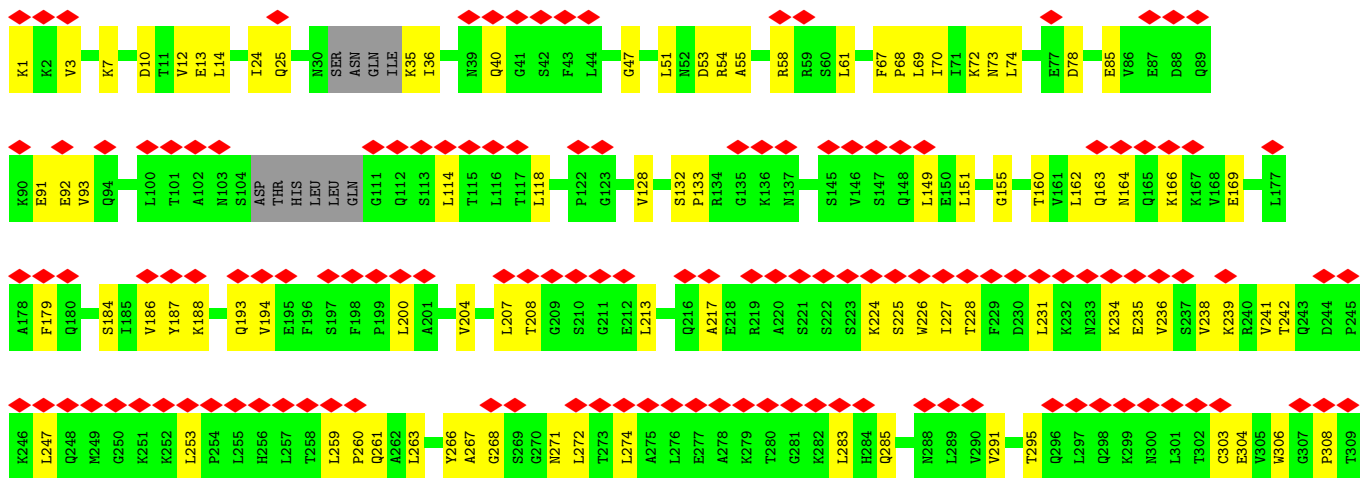 K1 K2 V3 K7 D10 T11 V12 E13 L14 I24 Q25 N30 SER ASN GLN ILE K35 I36 N39 Q40 G41 S42 F43 L44 G47 L51 N52 D53 R54 A55 R58 R59 S60 L61 F67 P68 L69 I70 I71 K72 N73 L74 E77 D78 E85 V86 E87 D88 Q89
K90 E91 E92 V93 Q94 L100 T101 A102 N103 S104 ASP THR HIS LEU LEU GLN G111 Q112 S113 L114 T115 L116 T117 L118 P122 G123 V128 S132 P133 R134 G135 K136 N137 S145 V146 S147 Q148 L149 E150 L151 G155 T160 V161 L162 Q163 N164 Q165 K166 K167 V168 E169 L177
A178 F179 Q180 S184 I185 V186 Y187 K188 Q193 V194 E195 F196 S197 F198 P199 L200 A201 V204 L207 T208 G209 S210 G211 E212 L213 Q216 A217 E218 R219 A220 S221 S222 S223 K224 S225 W226 I227 T228 F229 D230 L231 K232 N233 K234 E235 V236 S237 V238 K239 R240 V241 T242 Q243 D244 P245
K246 L247 Q248 M249 G250 K251 K252 L253 P254 L255 H256 L257 T258 L259 P260 Q261 A262 L263 Y266 A267 G268 S269 G270 N271 L272 T273 L274 A275 L276 E277 A278 K279 T280 G281 K282 L283 H284 Q285 N288 L289 V290 V291 T295 Q296 L297 Q298 K299 N300 L301 T302 C303 E304 V305 W306 G307 P308 T309